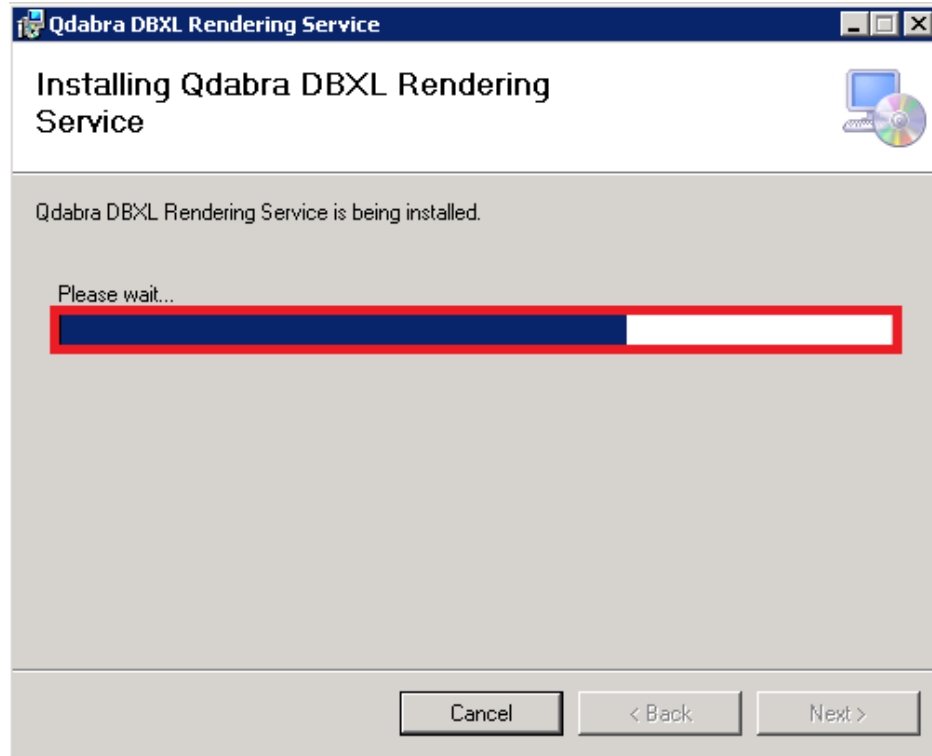 Qdabra DBXL Rendering Service
Installing Qdabra DBXL Rendering
Service
Qdabra DBXL Rendering Service is being installed.
Please wait...
Cancel
< Back
Next >